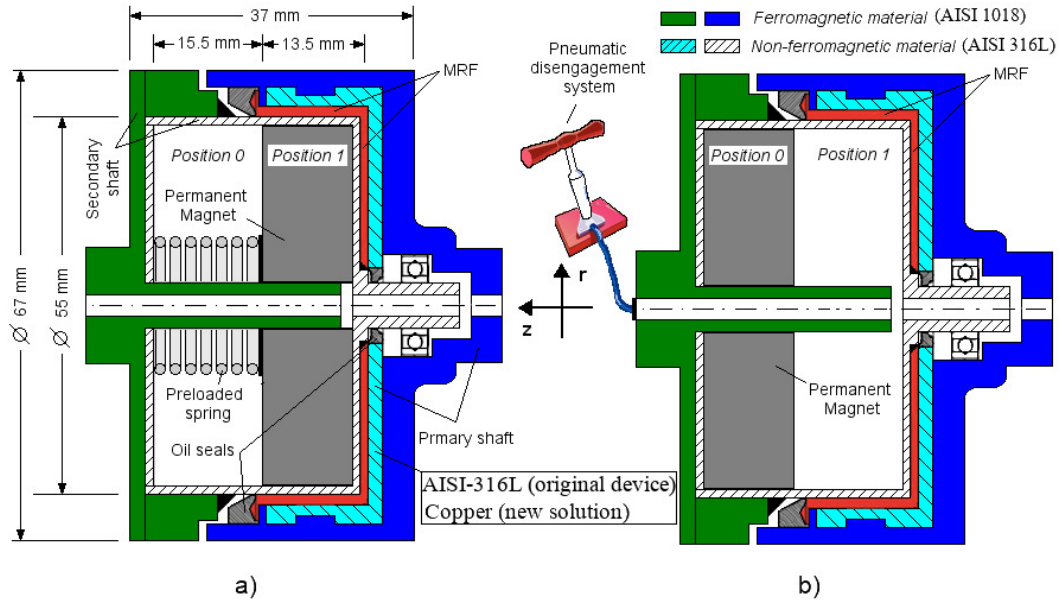 37 mm
15.5 mm
13.5 mm
Ø 67 mm
Ø 55 mm
Secondary
shaft
MRF
Position 0
Position 1
Permanent
Magnet
Preloaded
spring
Oil seals
Prmary shaft
AISI-316L (original device)
Copper (new solution)
a)
Ferromagnetic material (AISI 1018)
Non-ferromagnetic material (AISI 316L)
Pneumatic
disengagement
system
MRF
Position 0
Position 1
r
z
Permanent
Magnet
b)